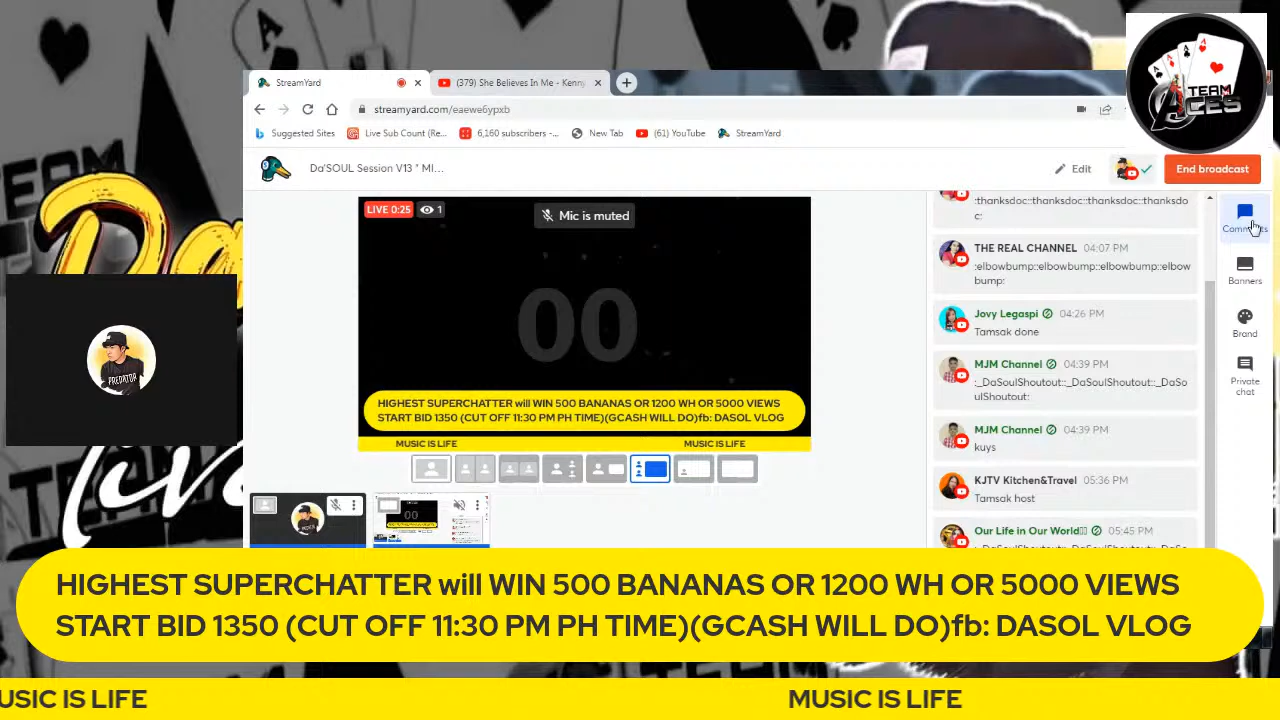 TEAM
ACES
StreamYard
(379) She Believes In Me - Kenny
streamyard.com/eaewe6ypxb
Suggested Sites
Live Sub Count (Re...
6,160 subscribers -...
New Tab
(61) YouTube
StreamYard
Da'SOUL Session V13 " MI...
Edit
End broadcast
LIVE 0:25
1
Mic is muted
00
HIGHEST SUPERCHATTER will WIN 500 BANANAS OR 1200 WH OR 5000 VIEWS
START BID 1350 (CUT OFF 11:30 PM PH TIME)(GCASH WILL DO)fb: DASOL VLOG
MUSIC IS LIFE
MUSIC IS LIFE
:thanksdoc::thanksdoc::thanksdoc::thanksdo
c:
THE REAL CHANNEL 04:07 PM
:elbowbump::elbowbump::elbowbump::elbow
bump:
Jovy Legaspi 04:26 PM
Tamsak done
MJM Channel 04:39 PM
:_DaSoulShoutout::_DaSoulShoutout::_DaSo
ulShoutout:
MJM Channel 04:39 PM
kuys
KJTV Kitchen&Travel 05:36 PM
Tamsak host
Our Life in Our World 05:45 PM
Comments
Banners
Brand
Private
chat
PREDATOR
HIGHEST SUPERCHATTER will WIN 500 BANANAS OR 1200 WH OR 5000 VIEWS
START BID 1350 (CUT OFF 11:30 PM PH TIME)(GCASH WILL DO)fb: DASOL VLOG
USIC IS LIFE
MUSIC IS LIFE